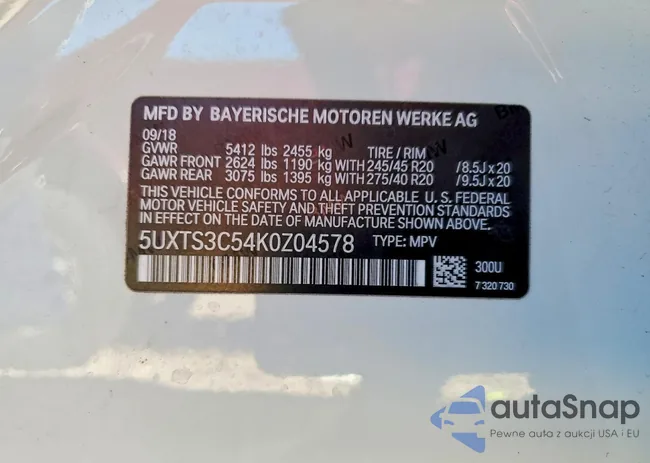 MFD BY BAYERISCHE MOTOREN WERKE AG
09/18
GVWR 5412 lbs 2455 kg TIRE / RIM
GAWR FRONT 2624 lbs 1190 kg WITH 245/45 R20 /8.5J x 20
GAWR REAR 3075 lbs 1395 kg WITH 275/40 R20 /9.5J x 20
THIS VEHICLE CONFORMS TO ALL APPLICABLE U. S. FEDERAL
MOTOR VEHICLE SAFETY AND THEFT PREVENTION STANDARDS
IN EFFECT ON THE DATE OF MANUFACTURE SHOWN ABOVE.
5UXTS3C54K0Z04578 TYPE: MPV
300U
7 320 730
autaSnap
Pewne auta z aukcji USA i EU